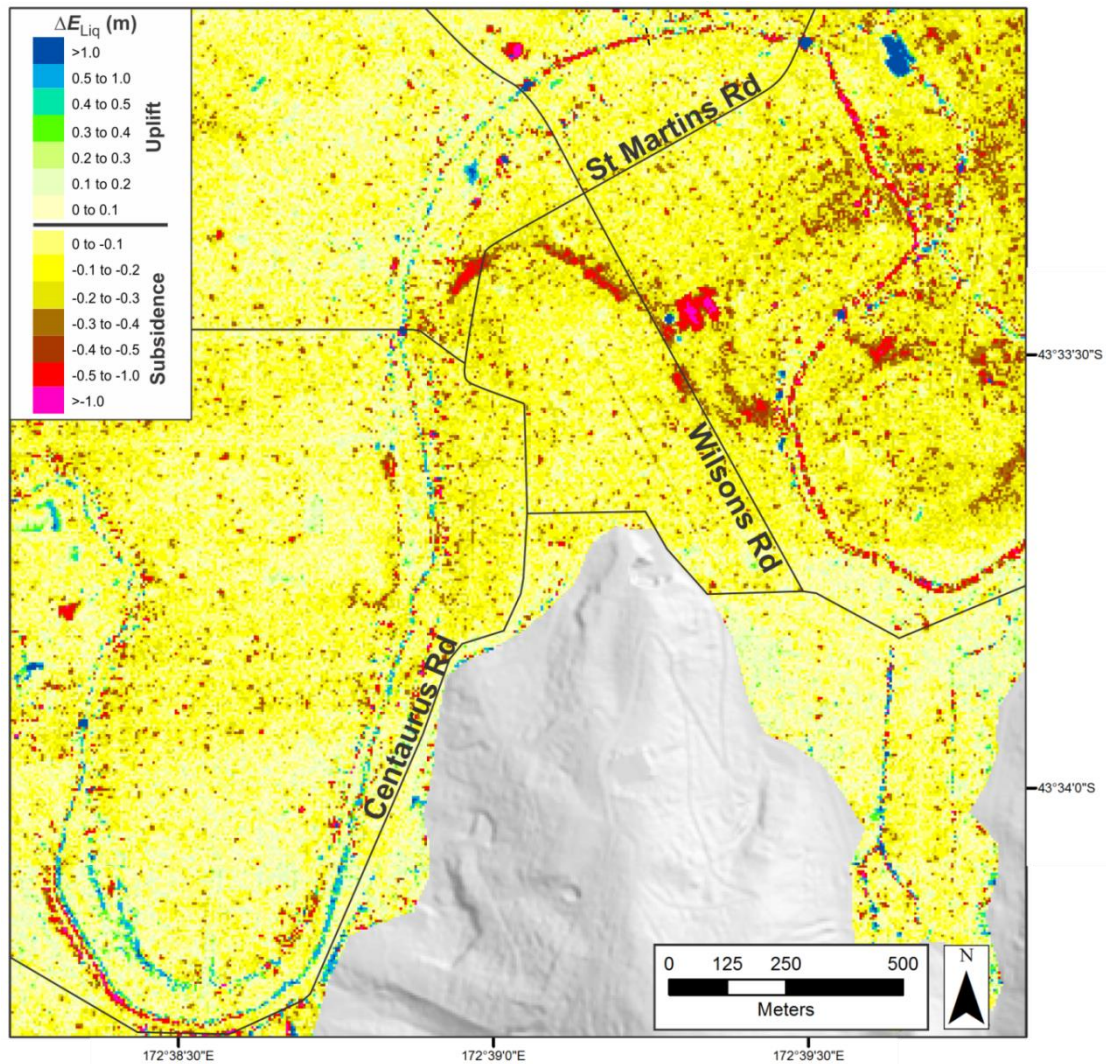 ΔE_Liq (m)
>1.0
0.5 to 1.0
0.4 to 0.5
0.3 to 0.4
0.2 to 0.3
0.1 to 0.2
0 to 0.1
Uplift
0 to -0.1
-0.1 to -0.2
-0.2 to -0.3
-0.3 to -0.4
-0.4 to -0.5
-0.5 to -1.0
>-1.0
Subsidence
St Martins Rd
Wilsons Rd
Centaurus Rd
43°33'30"S
43°34'0"S
0 125 250 500
Meters
N
172°38'30"E 172°39'0"E 172°39'30"E